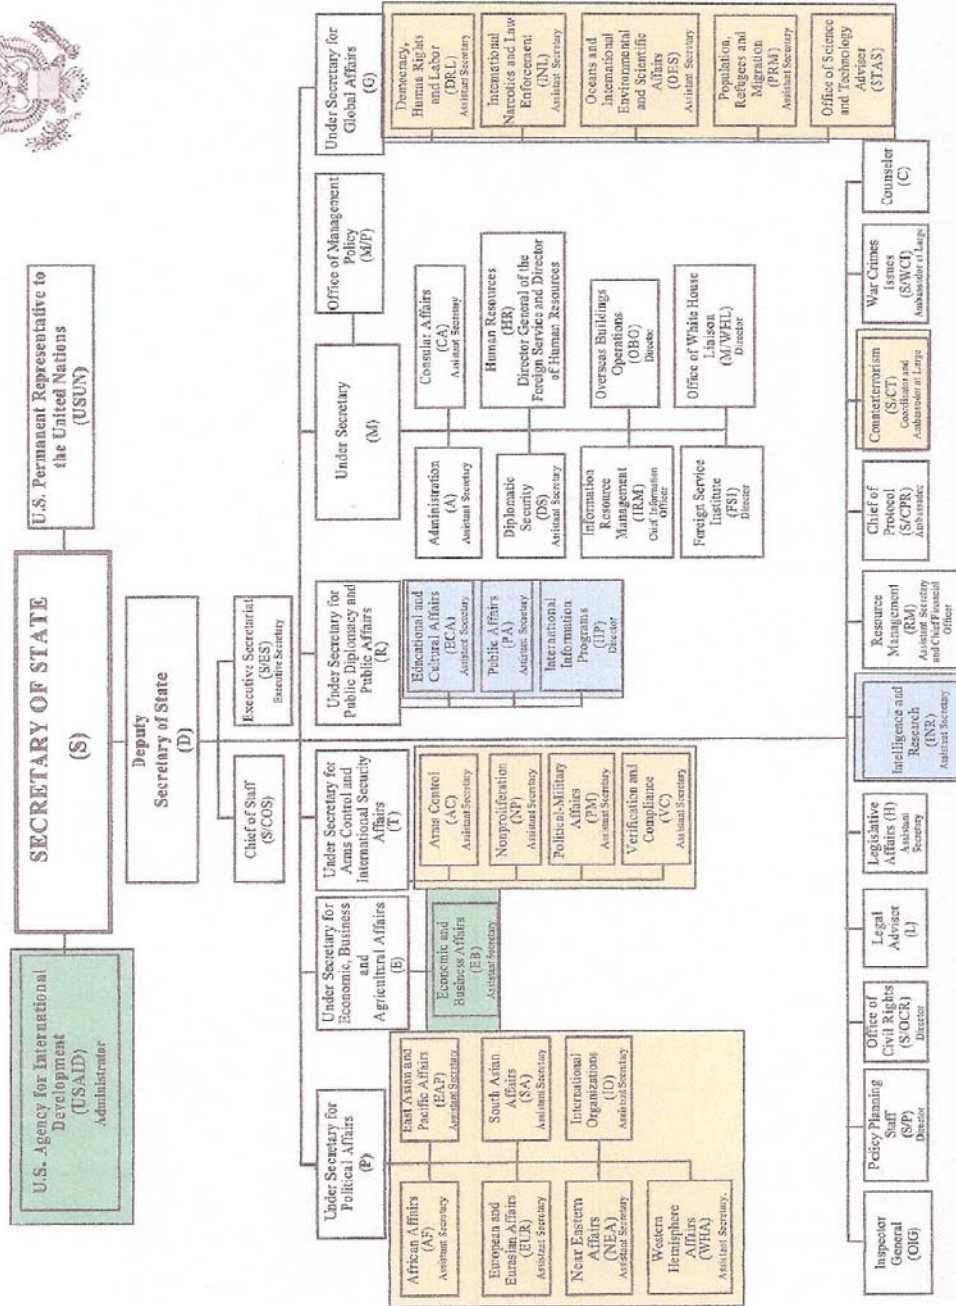 SECRETARY OF STATE
(S)
U.S. Agency for International
Development
(USAID)
Administrator
U.S. Permanent Representative to
the United Nations
(USUN)
Deputy
Secretary of State
(D)
Chief of Staff
(S/COS)
Executive Secretariat
(S/ES)
Executive Secretary
Under Secretary for
Political Affairs
(P)
African Affairs
(AF)
Assistant Secretary
East Asian and
Pacific Affairs
(EAP)
Assistant Secretary
European and
Eurasian Affairs
(EUR)
Assistant Secretary
South Asian
Affairs
(SA)
Assistant Secretary
Near Eastern
Affairs
(NEA)
Assistant Secretary
International
Organizations
(IO)
Assistant Secretary
Western
Hemisphere
Affairs
(WHA)
Assistant Secretary.
Under Secretary for
Economic, Business
and
Agricultural Affairs
(E)
Economic and
Business Affairs
(EB)
Assistant Secretary
Under Secretary for
Arms Control and
International Security
Affairs
(T)
Arms Control
(AC)
Assistant Secretary
Nonproliferation
(NP)
Assistant Secretary
Political-Military
Affairs
(PM)
Assistant Secretary
Verification and
Compliance
(VC)
Assistant Secretary
Under Secretary for
Public Diplomacy and
Public Affairs
(R)
Educational and
Cultural Affairs
(ECA)
Assistant Secretary
Public Affairs
(PA)
Assistant Secretary
International
Information
Programs
(IIP)
Director
Under Secretary
(M)
Office of Management
Policy
(M/P)
Administration
(A)
Assistant Secretary
Consular Affairs
(CA)
Assistant Secretary
Diplomatic
Security
(DS)
Assistant Secretary
Human Resources
(HR)
Director General of the
Foreign Service and Director
of Human Resources
Information
Resource
Management
(IRM)
Chief Information
Officer
Overseas Buildings
Operations
(OBO)
Director
Foreign Service
Institute
(FSI)
Director
Office of White House
Liaison
(M/WHL)
Director
Under Secretary for
Global Affairs
(G)
Democracy,
Human Rights
and Labor
(DRL)
Assistant Secretary
International
Narcotics and Law
Enforcement
(INL)
Assistant Secretary
Oceans and
International
Environmental
and Scientific
Affairs
(OES)
Assistant Secretary
Population,
Refugees and
Migration
(PRM)
Assistant Secretary
Office of Science
and Technology
Adviser
(STAS)
Inspector
General
(OIG)
Policy Planning
Staff
(S/P)
Director
Office of
Civil Rights
(S/OCR)
Director
Legal
Adviser
(L)
Legislative
Affairs (H)
Assistant
Secretary
Intelligence and
Research
(INR)
Assistant Secretary
Resource
Management
(RM)
Assistant Secretary
and Chief Financial
Officer
Chief of
Protocol
(S/CPR)
Ambassador
Counterterrorism
(S/CT)
Coordinator and
Ambassador at Large
War Crimes
Issues
(S/WCI)
Ambassador at Large
Counselor
(C)